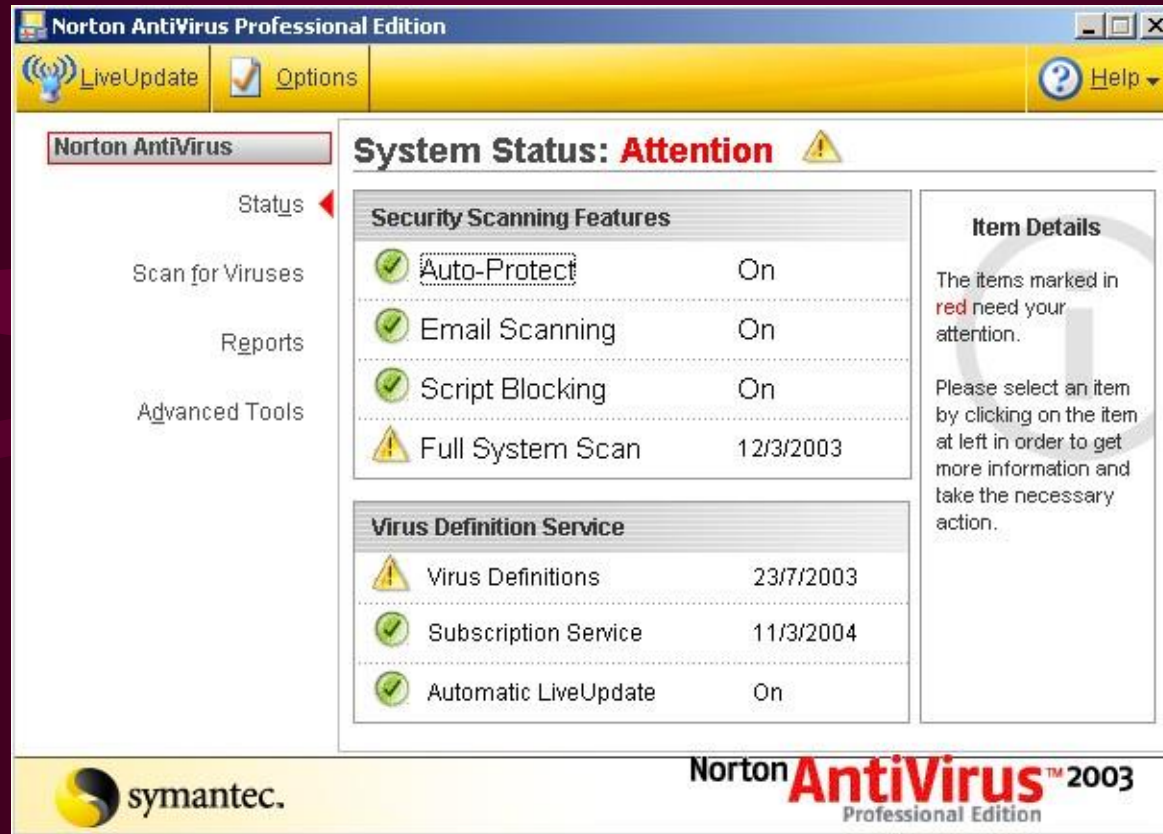 Norton AntiVirus Professional Edition
LiveUpdate Options Help
Norton AntiVirus
Status
Scan for Viruses
Reports
Advanced Tools
System Status: Attention
Security Scanning Features
Auto-Protect On
Email Scanning On
Script Blocking On
Full System Scan 12/3/2003
Virus Definition Service
Virus Definitions 23/7/2003
Subscription Service 11/3/2004
Automatic LiveUpdate On
Item Details
The items marked in
red need your
attention.
Please select an item
by clicking on the item
at left in order to get
more information and
take the necessary
action.
symantec.
Norton AntiVirus™ 2003
Professional Edition